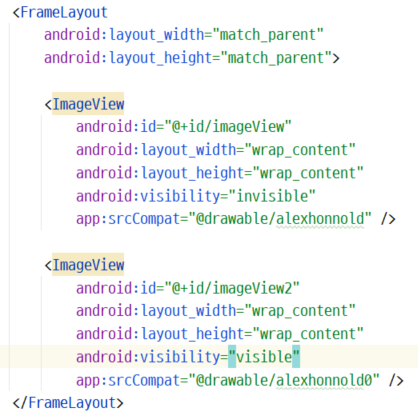 <FrameLayout
    android:layout_width="match_parent"
    android:layout_height="match_parent">

    <ImageView
        android:id="@+id/imageView"
        android:layout_width="wrap_content"
        android:layout_height="wrap_content"
        android:visibility="invisible"
        app:srcCompat="@drawable/alexhonnold" />

    <ImageView
        android:id="@+id/imageView2"
        android:layout_width="wrap_content"
        android:layout_height="wrap_content"
        android:visibility="visible"
        app:srcCompat="@drawable/alexhonnold0" />
</FrameLayout>